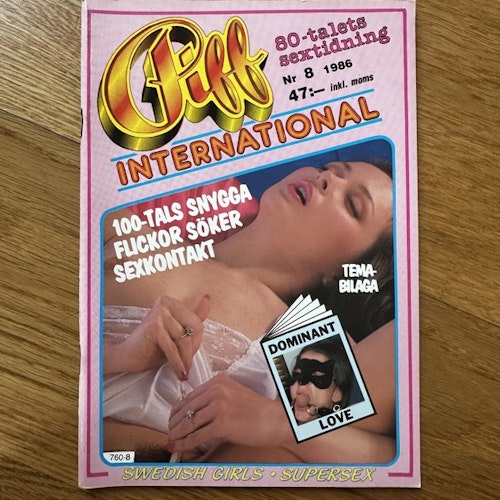 Piff
INTERNATIONAL
80-talets
sextidning
Nr 8 1986
47:- inkl. moms
100-TALS SNYGGA
FLICKOR SÖKER
SEXKONTAKT
TEMA-
BILAGA
DOMINANT
LOVE
760-8
SWEDISH GIRLS · SUPERSEX